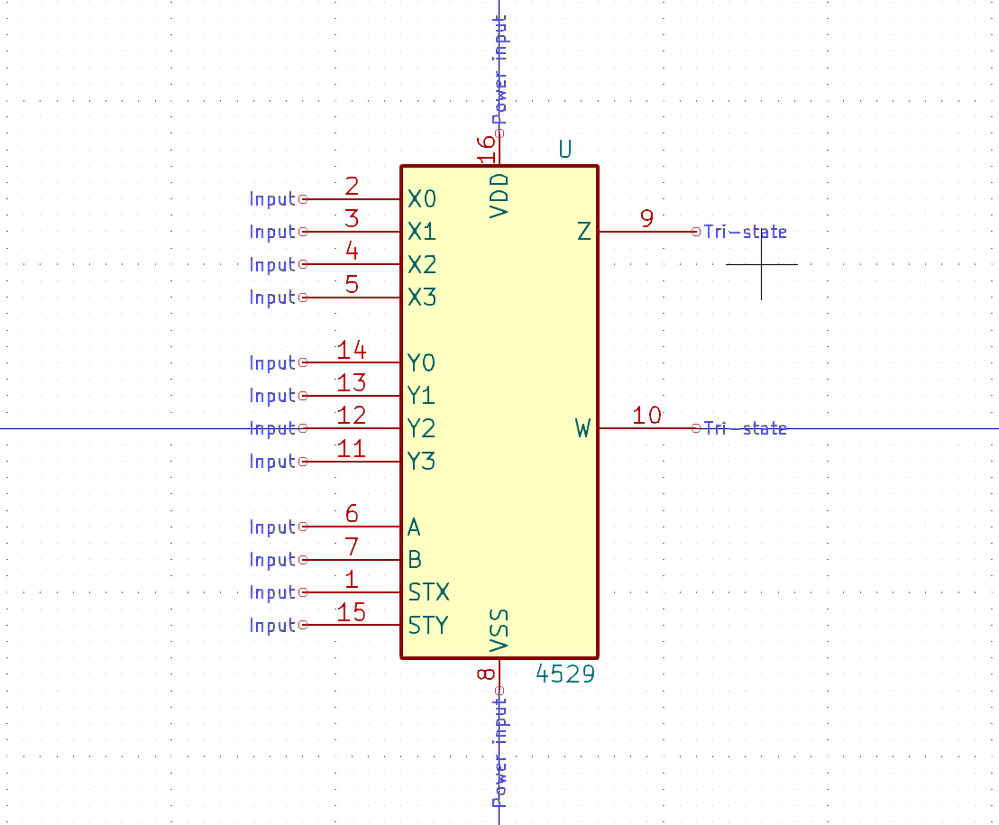 Power input
16
U
VDD
Input 2 X0
Input 3 X1
Z 9 Tri-state
Input 4 X2
Input 5 X3
Input 14 Y0
Input 13 Y1
Input 12 Y2
W 10 Tri-state
Input 11 Y3
Input 6 A
Input 7 B
Input 1 STX
Input 15 STY
VSS
8
4529
Power input